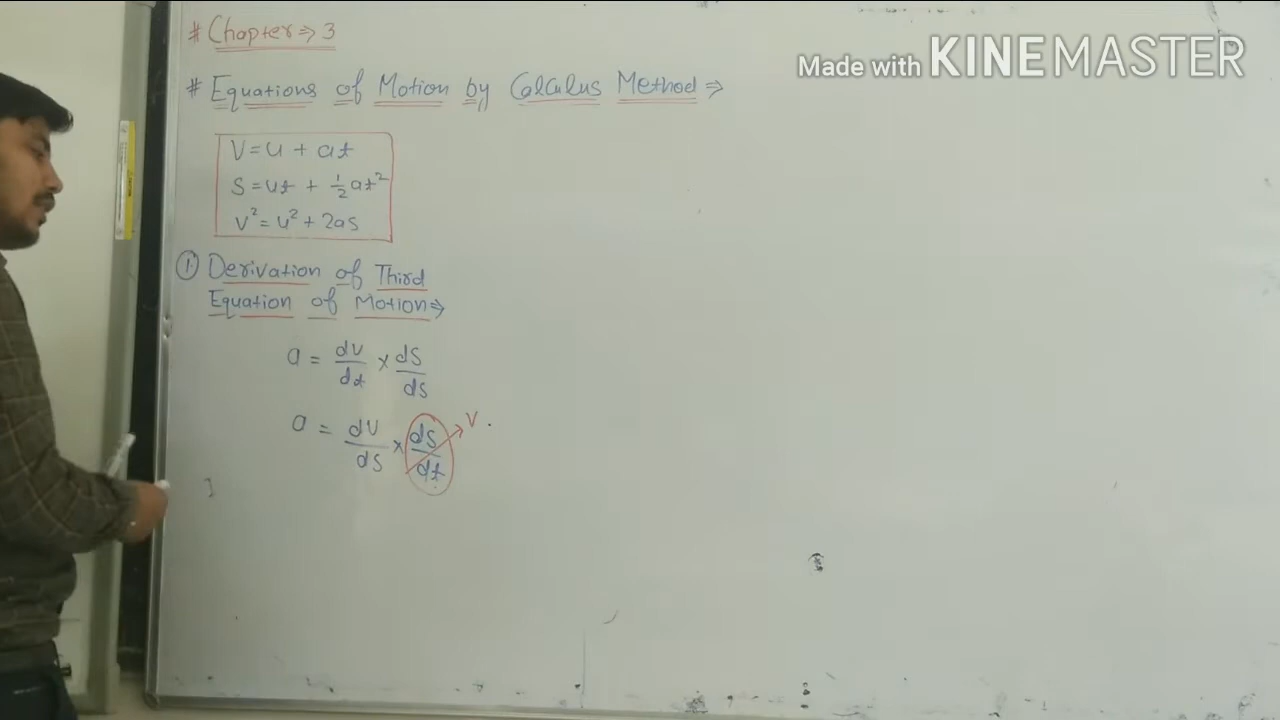 Made with KINEMASTER
# Chapter ⇒ 3
# Equations of Motion by Calculus Method ⇒
V = u + at
S = ut + ½at²
V² = u² + 2as
① Derivation of Third
Equation of Motion ⇒
a = dV/dt × dS/dS
a = dV/dS × dS/dt → V